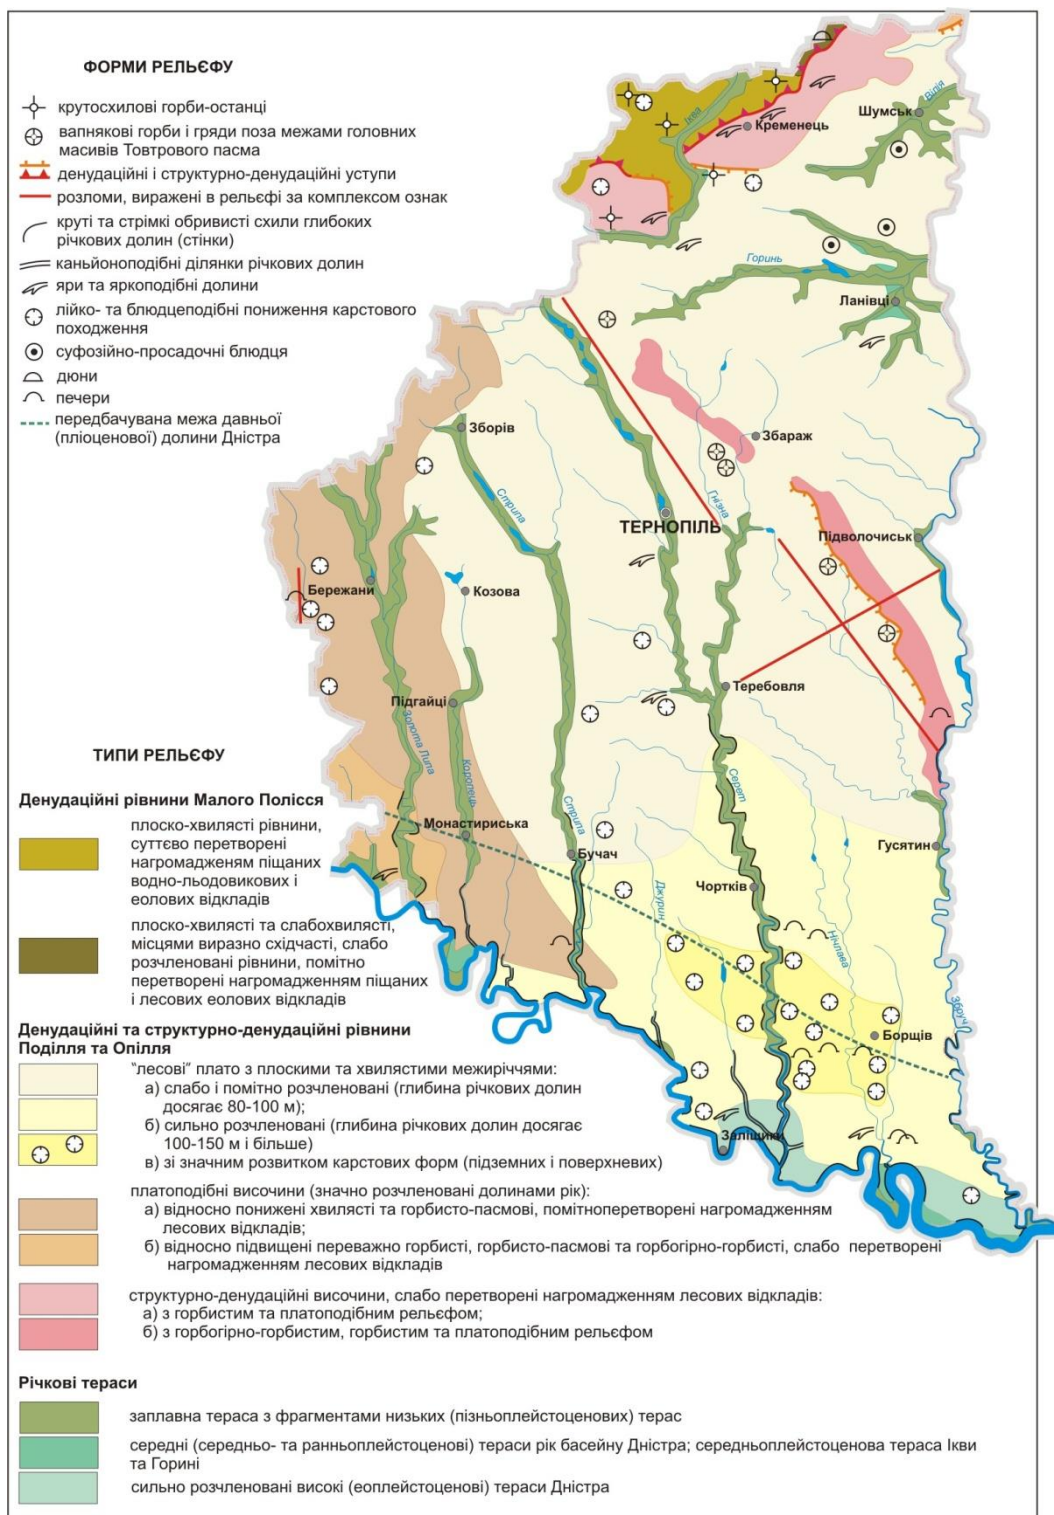 ФОРМИ РЕЛЬЄФУ
крутосхилові горби-останці
вапнякові горби і гряди поза межами головних
масивів Товтрового пасма
денудаційні і структурно-денудаційні уступи
розломи, виражені в рельєфі за комплексом ознак
круті та стрімкі обривисті схили глибоких
річкових долин (стінки)
каньйоноподібні ділянки річкових долин
яри та яркоподібні долини
лійко- та блюдцеподібні пониження карстового
походження
суфозійно-просадочні блюдця
дюни
печери
передбачувана межа давньої
(пліоценової) долини Дністра
Вілія
Шумськ
Іква
Кременець
Горинь
Ланівці
Зборів
Збараж
Стрипа
Гнізна
ТЕРНОПІЛЬ
Підволочиськ
Бережани
Козова
Теребовля
Підгайці
Золота Липа
Коропець
Серет
Стрипа
Монастириська
Бучач
Гусятин
Джурин
Чортків
Нічлава
Збруч
Борщів
Заліщики
ТИПИ РЕЛЬЄФУ
Денудаційні рівнини Малого Полісся
плоско-хвилясті рівнини,
суттєво перетворені
нагромадженям піщаних
водно-льодовикових і
еолових відкладів
плоско-хвилясті та слабохвилясті,
місцями виразно східчасті, слабо
розчленовані рівнини, помітно
перетворені нагромадженням піщаних
і лесових еолових відкладів
Денудаційні та структурно-денудаційні рівнини
Поділля та Опілля
"лесові" плато з плоскими та хвилястими межиріччями:
а) слабо і помітно розчленовані (глибина річкових долин
досягає 80-100 м);
б) сильно розчленовані (глибина річкових долин досягає
100-150 м і більше)
в) зі значним розвитком карстових форм (підземних і поверхневих)
платоподібні височини (значно розчленовані долинами рік):
а) відносно понижені хвилясті та горбисто-пасмові, помітноперетворені нагромадженням
лесових відкладів;
б) відносно підвищені переважно горбисті, горбисто-пасмові та горбогірно-горбисті, слабо перетворені
нагромадженням лесових відкладів
структурно-денудаційні височини, слабо перетворені нагромадженням лесових відкладів:
а) з горбистим та платоподібним рельєфом;
б) з горбогірно-горбистим, горбистим та платоподібним рельєфом
Річкові тераси
заплавна тераса з фрагментами низьких (пізньоплейстоценових) терас
середні (середньо- та ранньоплейстоценові) тераси рік басейну Дністра; середньоплейстоценова тераса Ікви
та Горині
сильно розчленовані високі (еоплейстоценові) тераси Дністра